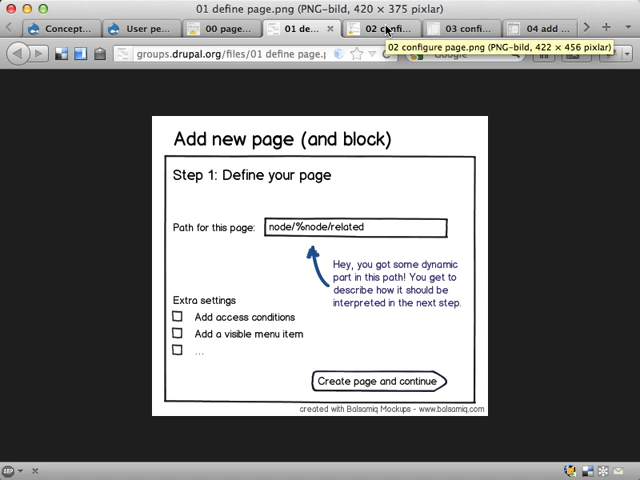 01 define page.png (PNG-bild, 420 × 375 pixlar)
Concept...
User pe...
00 page...
01 de...
02 confi...
03 confi...
04 add ...
groups.drupal.org/files/01 define page.p
Google
02 configure page.png (PNG-bild, 422 × 456 pixlar)
Add new page (and block)
Step 1: Define your page
Path for this page:
node/%node/related
Hey, you got some dynamic
part in this path! You get to
describe how it should be
interpreted in the next step.
Extra settings
Add access conditions
Add a visible menu item
...
Create page and continue
created with Balsamiq Mockups - www.balsamiq.com
ABP